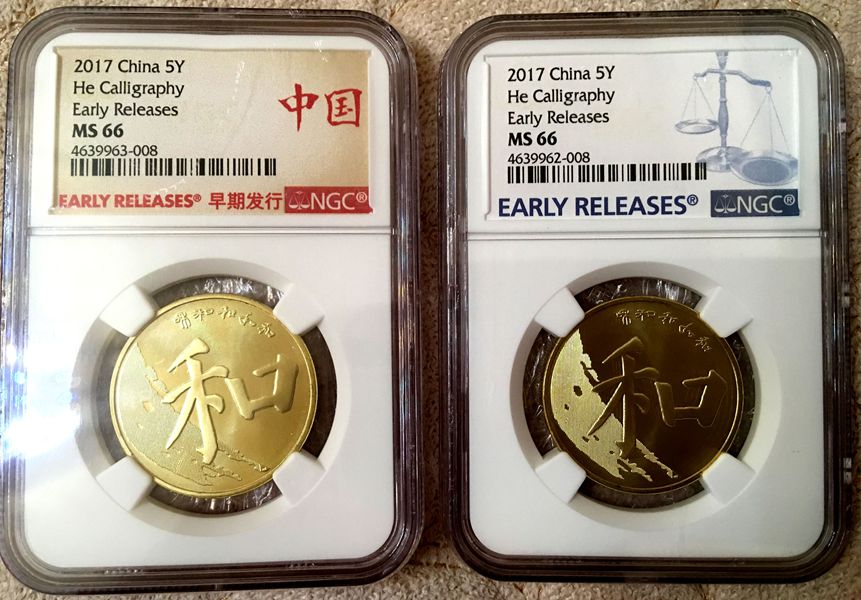 2017 China 5Y
He Calligraphy
Early Releases
MS 66
4639963-008
中国
EARLY RELEASES® 早期发行 NGC®
和
2017 China 5Y
He Calligraphy
Early Releases
MS 66
4639962-008
EARLY RELEASES® NGC®
和